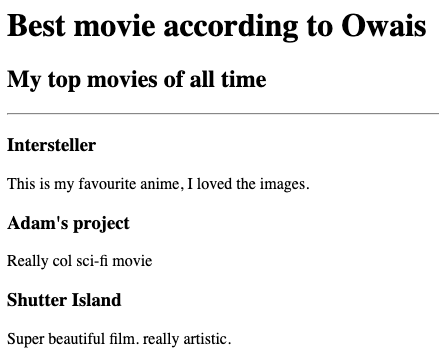 Best movie according to Owais
My top movies of all time
Intersteller
This is my favourite anime, I loved the images.
Adam's project
Really col sci-fi movie
Shutter Island
Super beautiful film. really artistic.